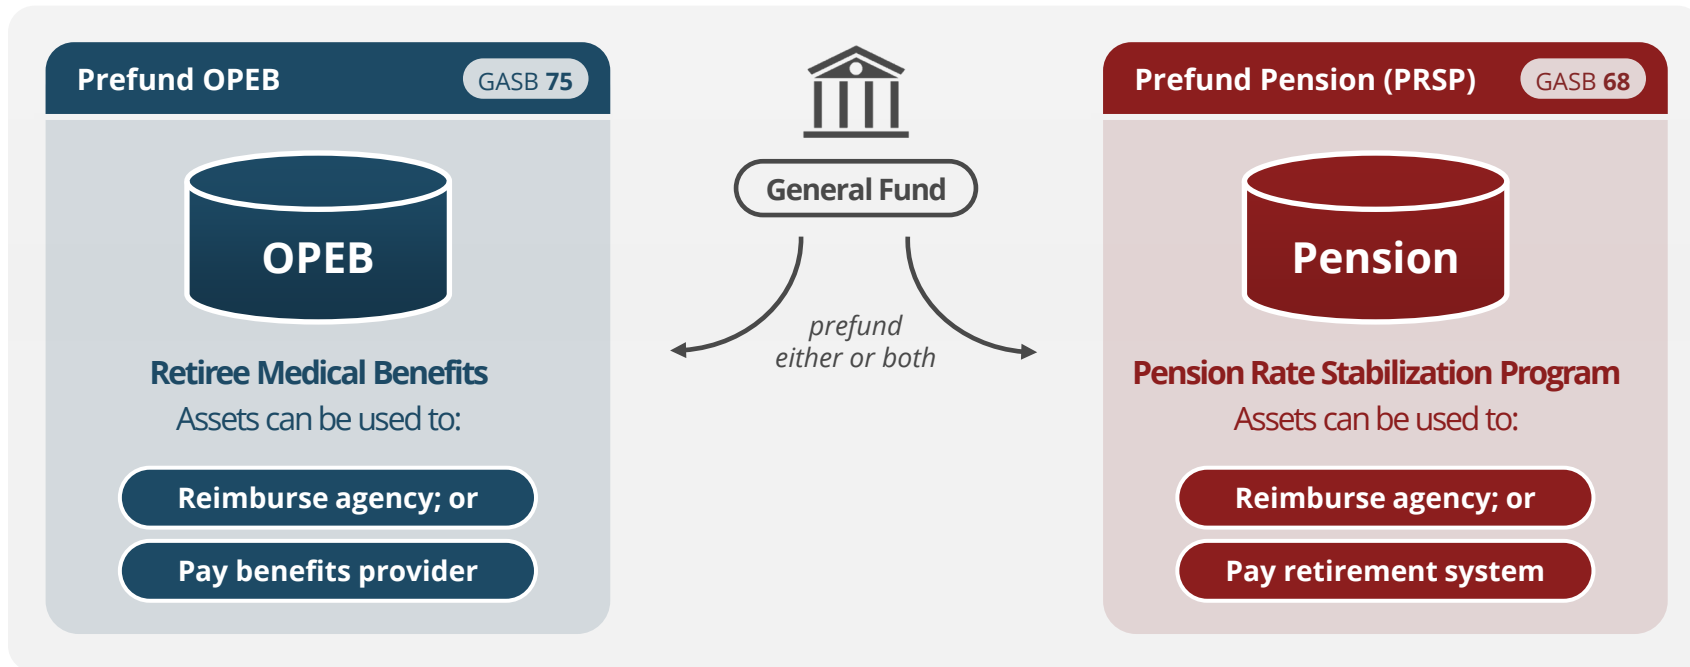 Prefund OPEB
GASB 75
OPEB
Retiree Medical Benefits
Assets can be used to:
Reimburse agency; or
Pay benefits provider
General Fund
prefund
either or both
Prefund Pension (PRSP)
GASB 68
Pension
Pension Rate Stabilization Program
Assets can be used to:
Reimburse agency; or
Pay retirement system